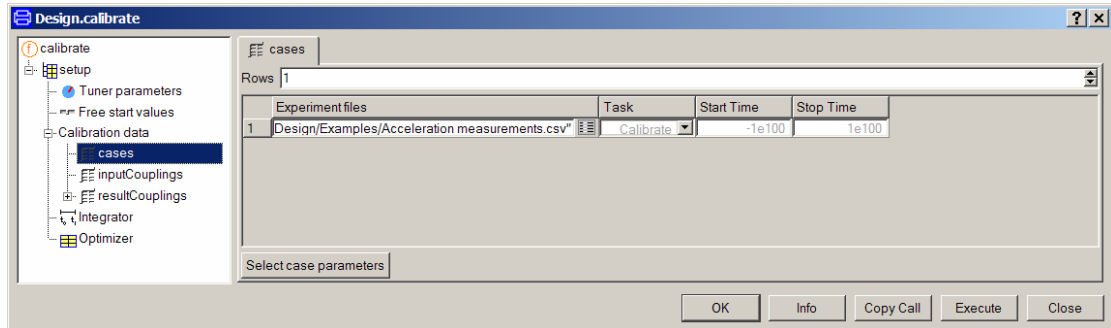 Design.calibrate
calibrate
setup
Tuner parameters
Free start values
Calibration data
cases
inputCouplings
resultCouplings
Integrator
Optimizer
cases
Rows 1
Experiment files Task Start Time Stop Time
1 Design/Examples/Acceleration measurements.csv" Calibrate -1e100 1e100
Select case parameters
OK Info Copy Call Execute Close